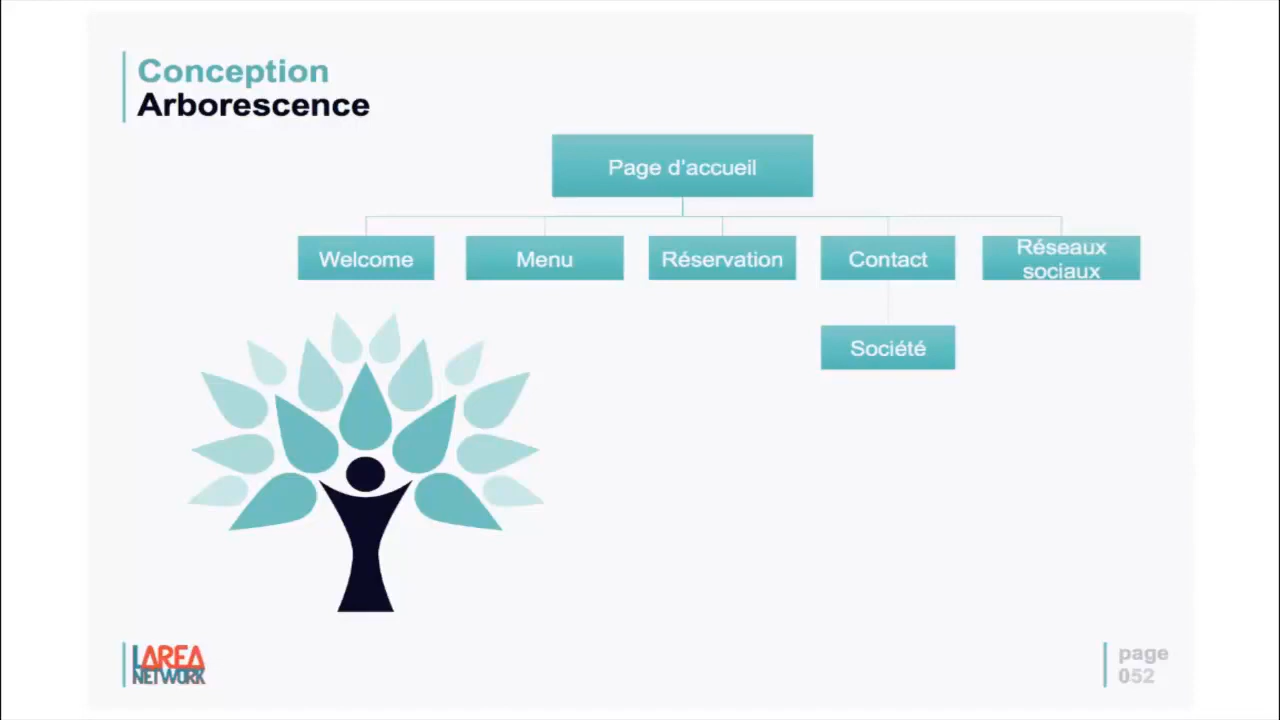 Conception
Arborescence
Page d'accueil
Welcome
Menu
Réservation
Contact
Réseaux
sociaux
Société
LAREA
NETWORK
page
052